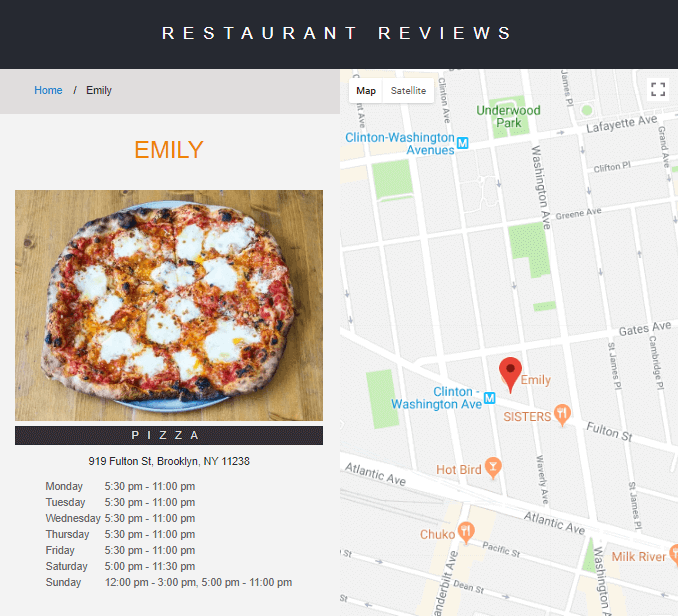 RESTAURANT REVIEWS
Home / Emily
EMILY
PIZZA
919 Fulton St, Brooklyn, NY 11238
Monday 5:30 pm - 11:00 pm
Tuesday 5:30 pm - 11:00 pm
Wednesday 5:30 pm - 11:00 pm
Thursday 5:30 pm - 11:00 pm
Friday 5:30 pm - 11:00 pm
Saturday 5:00 pm - 11:30 pm
Sunday 12:00 pm - 3:00 pm, 5:00 pm - 11:00 pm
Map Satellite
James Pl
Clinton Ave
Underwood
Park
Lafayette Ave
Grand Ave
Clinton-Washington
Avenues
M
Clifton Pl
Washington Ave
Greene Ave
Gates Ave
St James Pl
Cambridge Pl
Emily
Clinton -
Washington Ave
M
SISTERS
Fulton St
Hot Bird
Waverly Ave
Atlantic Ave
Atlantic Ave
St James Pl
Chuko
Pacific St
Milk River
Dean St
Washington Ave